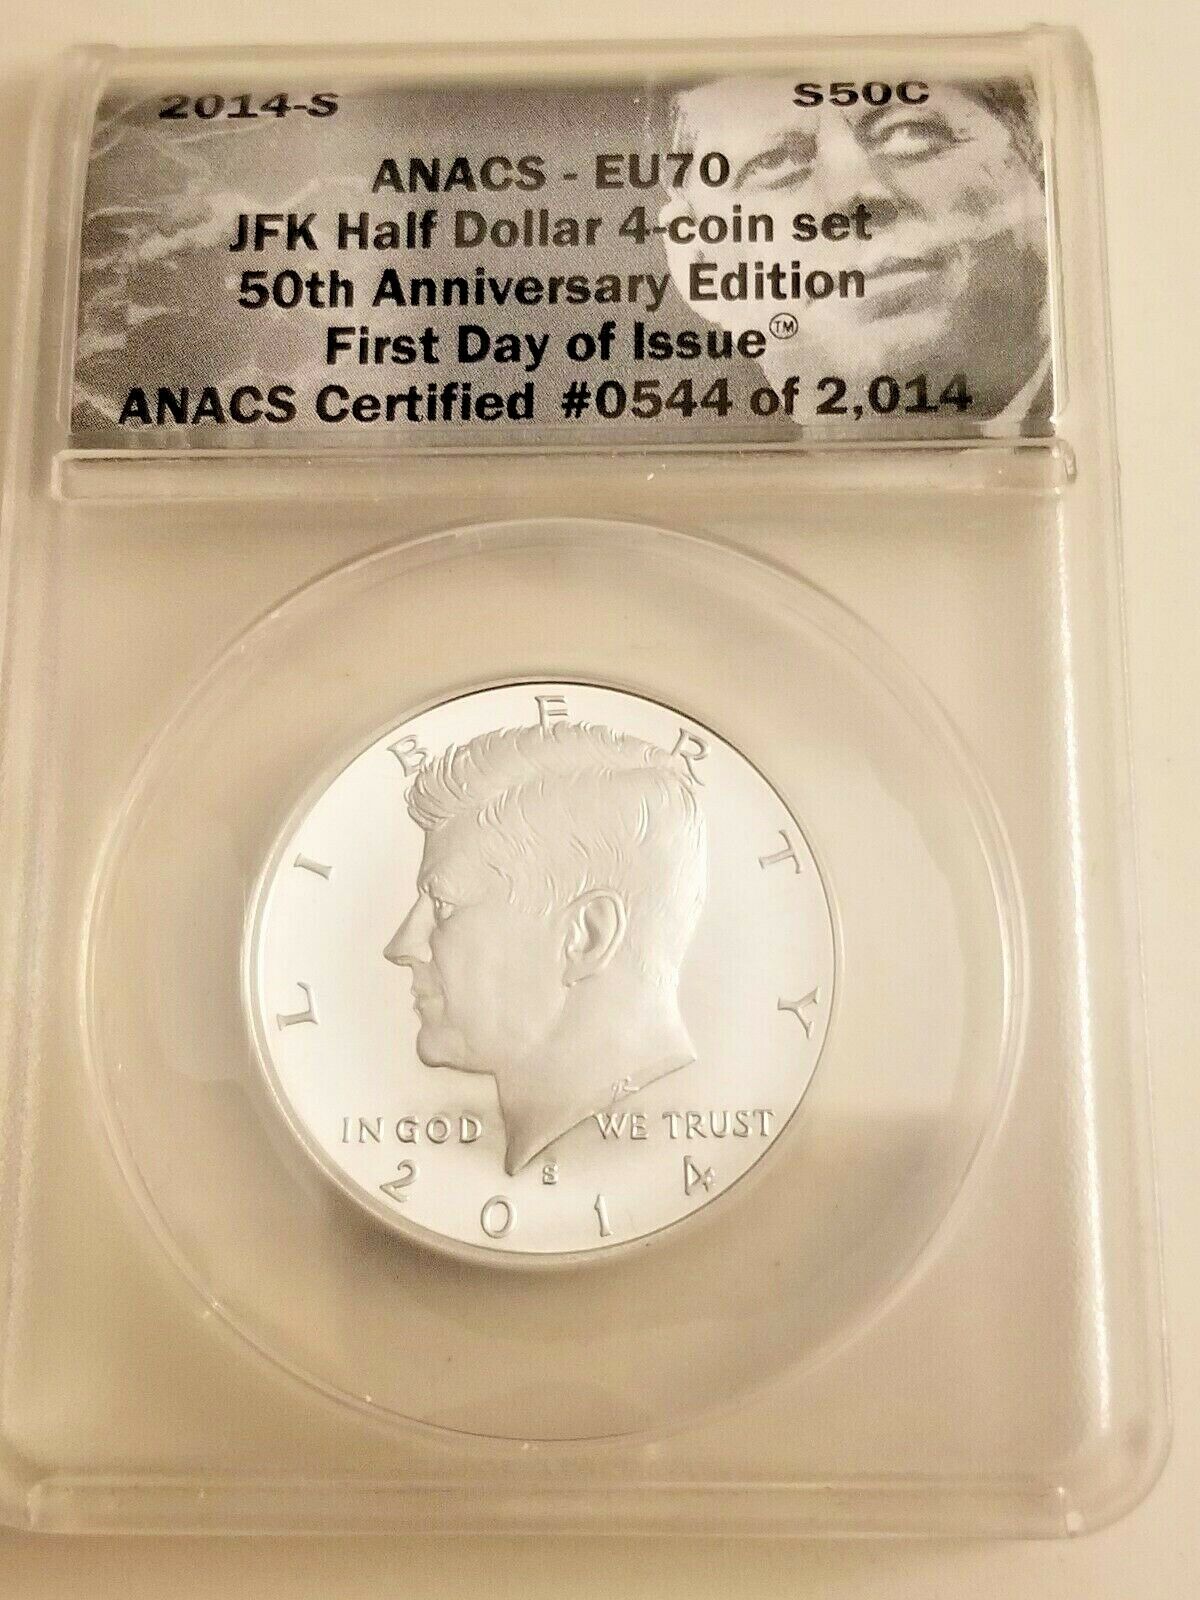 2014-S S50C
ANACS - EU70
JFK Half Dollar 4-coin set
50th Anniversary Edition
First Day of Issue™
ANACS Certified #0544 of 2,014
LIBERTY
IN GOD WE TRUST
S
2014